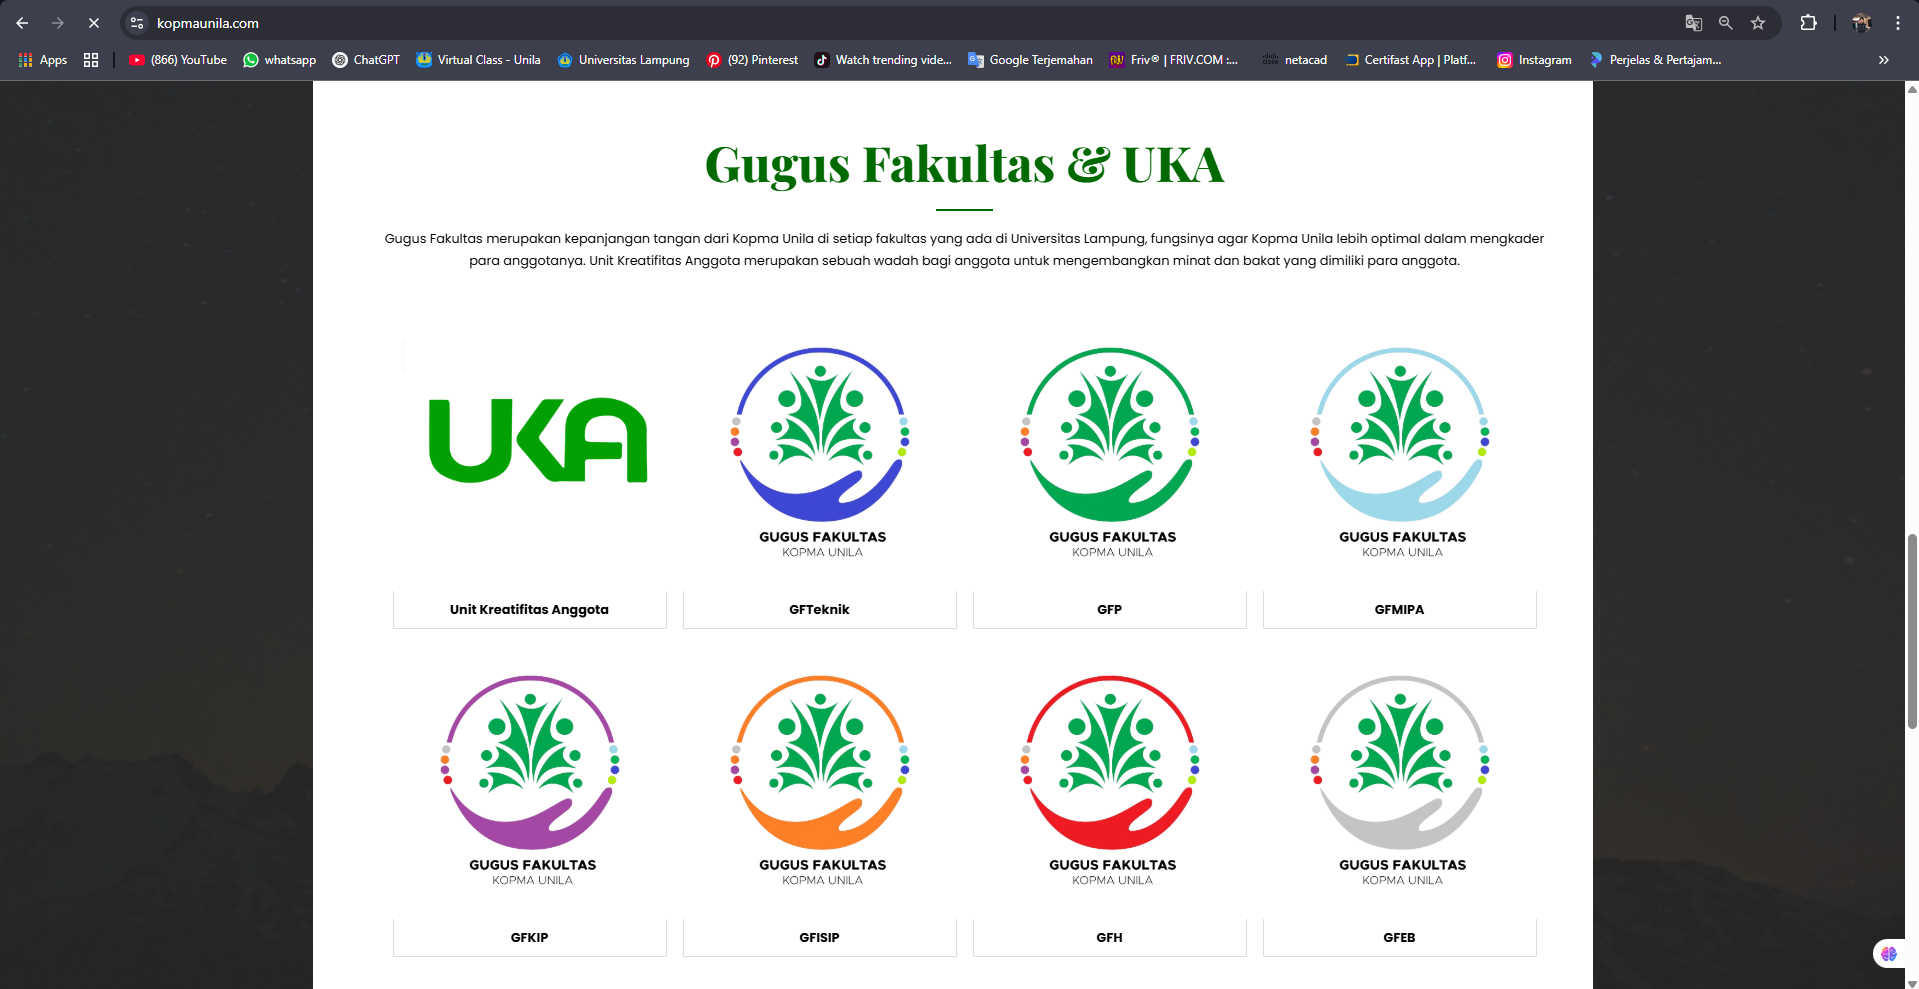 kopmaunila.com
Apps
(866) YouTube
whatsapp
ChatGPT
Virtual Class - Unila
Universitas Lampung
(92) Pinterest
Watch trending vide...
Google Terjemahan
Friv® | FRIV.COM :...
netacad
Certifast App | Platf...
Instagram
Perjelas & Pertajam...
Gugus Fakultas & UKA
Gugus Fakultas merupakan kepanjangan tangan dari Kopma Unila di setiap fakultas yang ada di Universitas Lampung, fungsinya agar Kopma Unila lebih optimal dalam mengkader
para anggotanya. Unit Kreatifitas Anggota merupakan sebuah wadah bagi anggota untuk mengembangkan minat dan bakat yang dimiliki para anggota.
UKA
GUGUS FAKULTAS
KOPMA UNILA
GUGUS FAKULTAS
KOPMA UNILA
GUGUS FAKULTAS
KOPMA UNILA
Unit Kreatifitas Anggota
GFTeknik
GFP
GFMIPA
GUGUS FAKULTAS
KOPMA UNILA
GUGUS FAKULTAS
KOPMA UNILA
GUGUS FAKULTAS
KOPMA UNILA
GUGUS FAKULTAS
KOPMA UNILA
GFKIP
GFISIP
GFH
GFEB